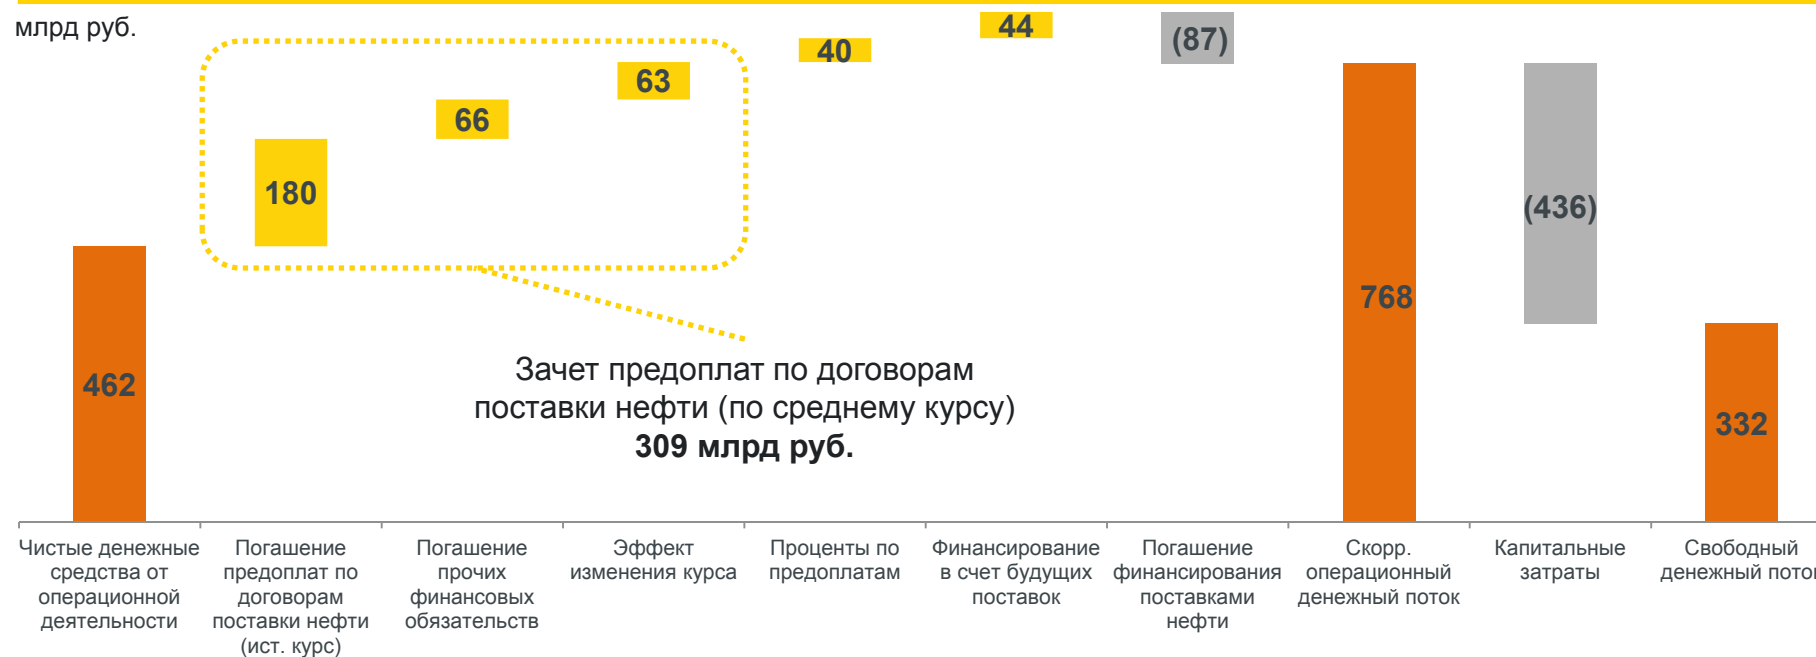 млрд руб.
462
180
66
63
40
44
(87)
768
(436)
332
Зачет предоплат по договорам
поставки нефти (по среднему курсу)
309 млрд руб.
Чистые денежные
средства от
операционной
деятельности
Погашение
предоплат по
договорам
поставки нефти
(ист. курс)
Погашение
прочих
финансовых
обязательств
Эффект
изменения курса
Проценты по
предоплатам
Финансирование
в счет будущих
поставок
Погашение
финансирования
поставками
нефти
Скорр.
операционный
денежный поток
Капитальные
затраты
Свободный
денежный поток